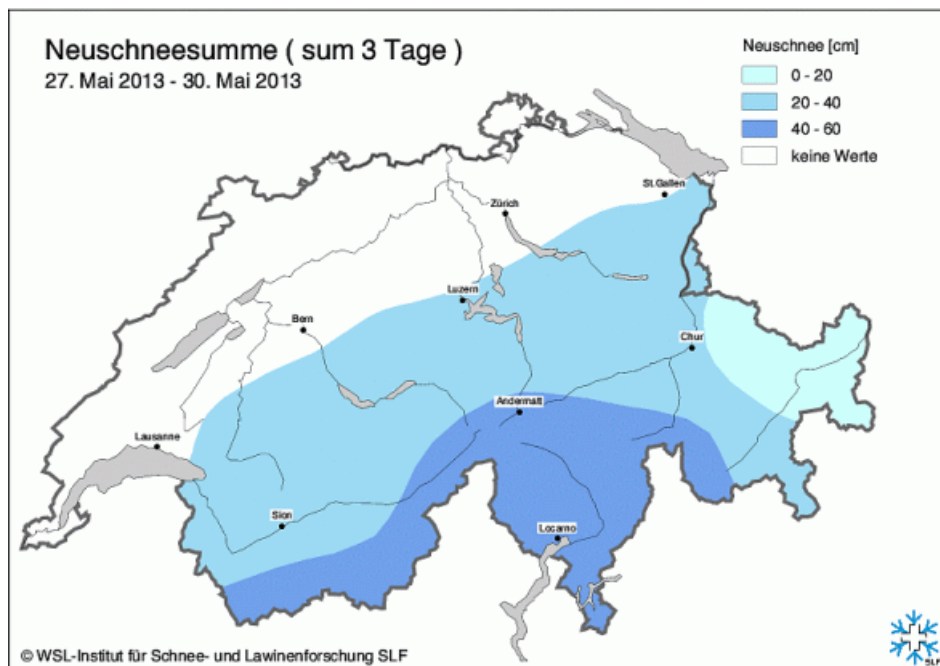 Neuschneesumme ( sum 3 Tage )
27. Mai 2013 - 30. Mai 2013
Neuschnee [cm]
0 - 20
20 - 40
40 - 60
keine Werte
St.Gallen
Zürich
Luzern
Bern
Chur
Andermatt
Lausanne
Sion
Locarno
© WSL-Institut für Schnee- und Lawinenforschung SLF
SLF